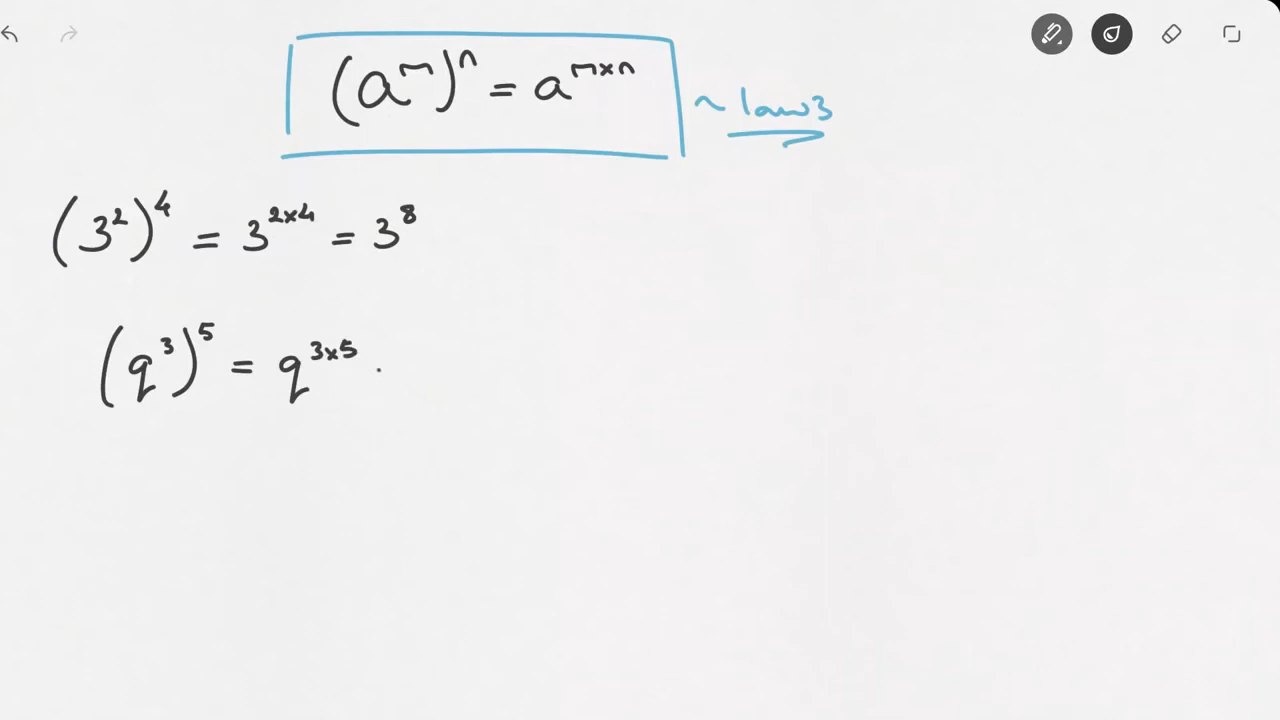 (a^m)^n = a^{m×n}
~ law 3
(3^2)^4 = 3^{2×4} = 3^8
(q^3)^5 = q^{3×5}